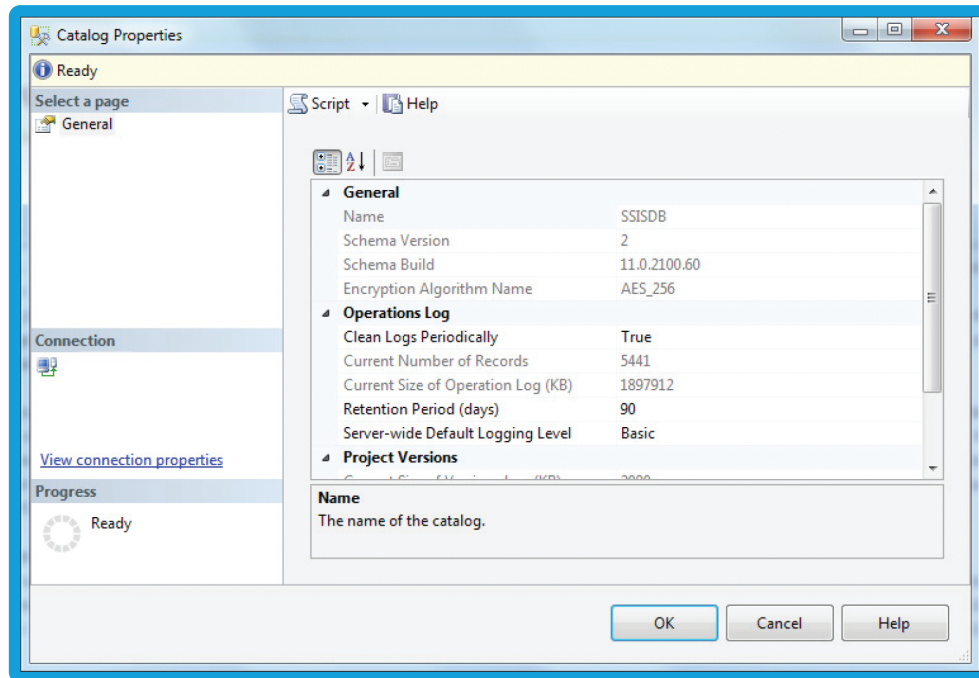 Catalog Properties
Ready
Select a page
General
Connection
View connection properties
Progress
Ready
Script Help
General
Name SSISDB
Schema Version 2
Schema Build 11.0.2100.60
Encryption Algorithm Name AES_256
Operations Log
Clean Logs Periodically True
Current Number of Records 5441
Current Size of Operation Log (KB) 1897912
Retention Period (days) 90
Server-wide Default Logging Level Basic
Project Versions
Name
The name of the catalog.
OK Cancel Help